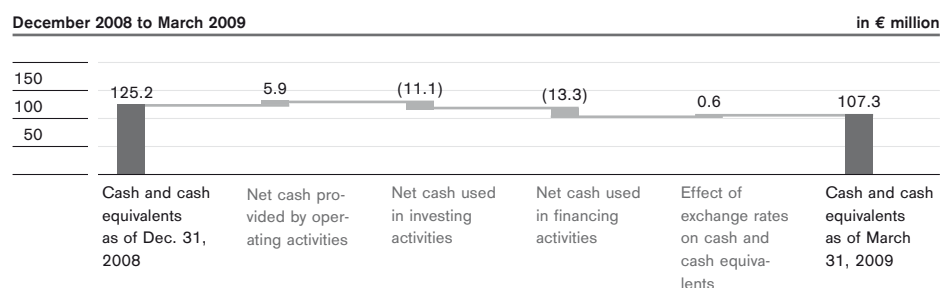 December 2008 to March 2009 in € million
150
125.2 5.9 (11.1) (13.3) 0.6 107.3
100
50
Cash and cash
equivalents
as of Dec. 31,
2008
Net cash pro-
vided by oper-
ating activities
Net cash used
in investing
activities
Net cash used
in financing
activities
Effect of
exchange rates
on cash and
cash equiva-
lents
Cash and cash
equivalents
as of March
31, 2009